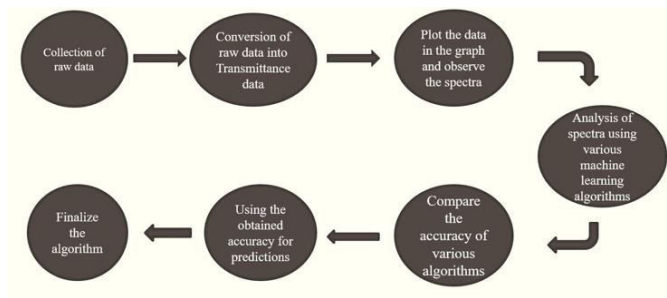 Collection of
raw data
Conversion of
raw data into
Transmittance
data
Plot the data
in the graph
and observe
the spectra
Analysis of
spectra using
various
machine
learning
algorithms
Compare
the
accuracy of
various
algorithms
Using the
obtained
accuracy for
predictions
Finalize
the
algorithm